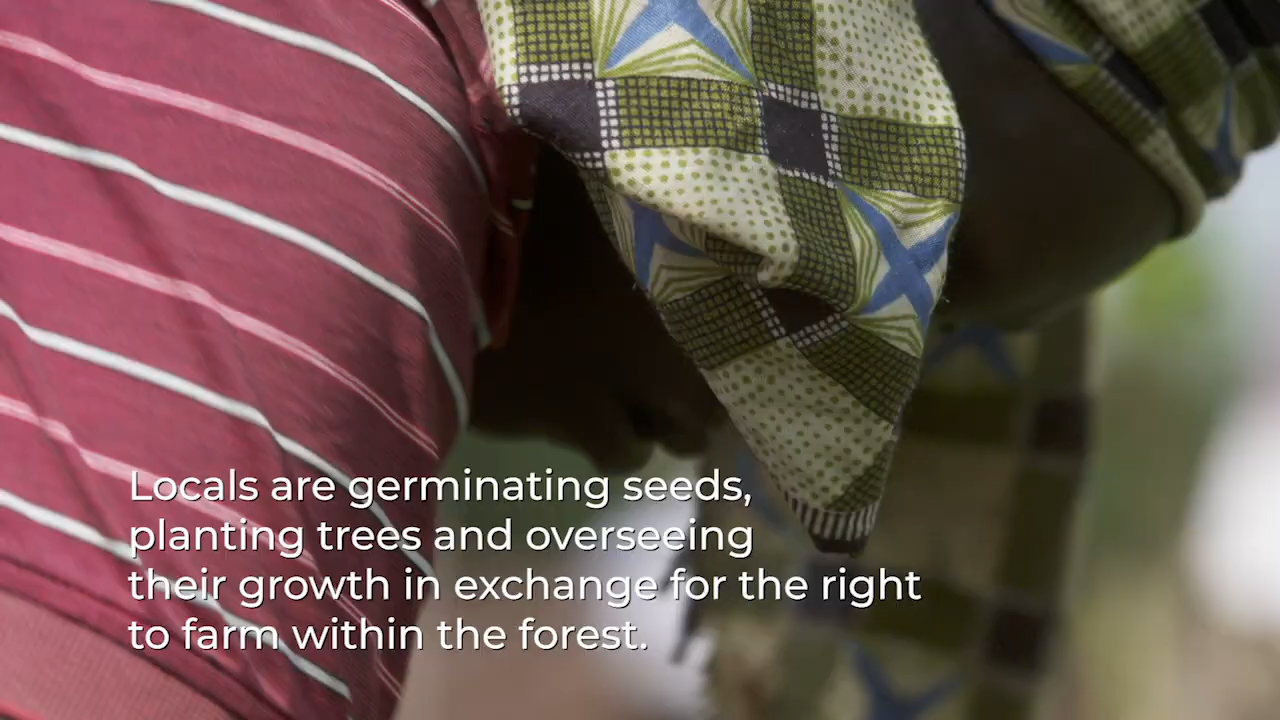 Locals are germinating seeds,
planting trees and overseeing
their growth in exchange for the right
to farm within the forest.